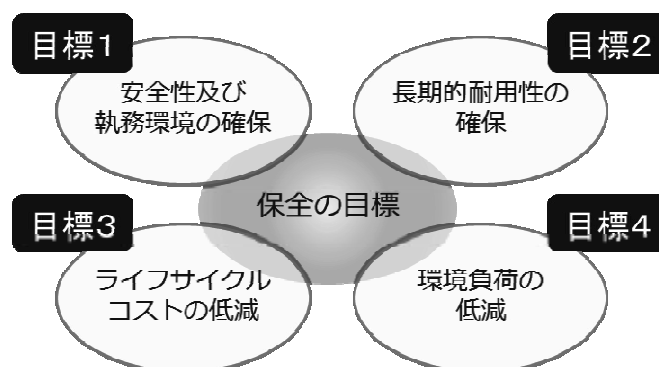 目標1
安全性及び
執務環境の確保
目標2
長期的耐用性の
確保
保全の目標
目標3
ライフサイクル
コストの低減
目標4
環境負荷の
低減